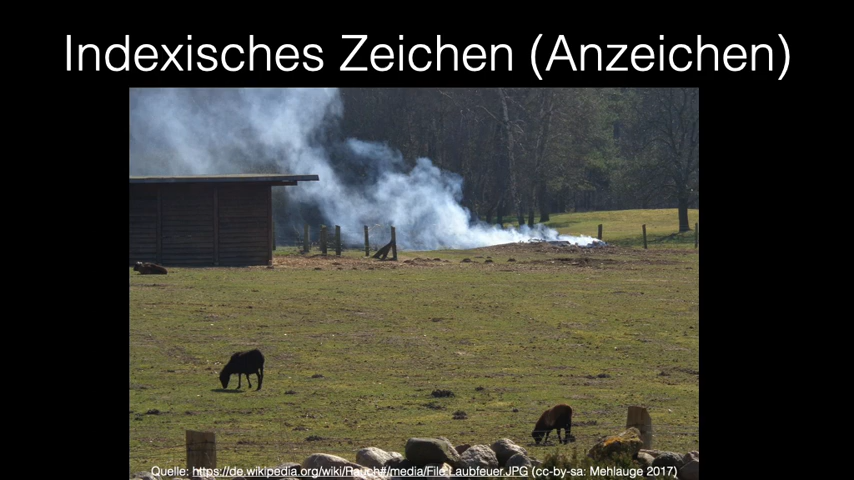 Indexisches Zeichen (Anzeichen)
Quelle: https://de.wikipedia.org/wiki/Rauch#/media/File:Laubfeuer.JPG (cc-by-sa: Mehlauge 2017)